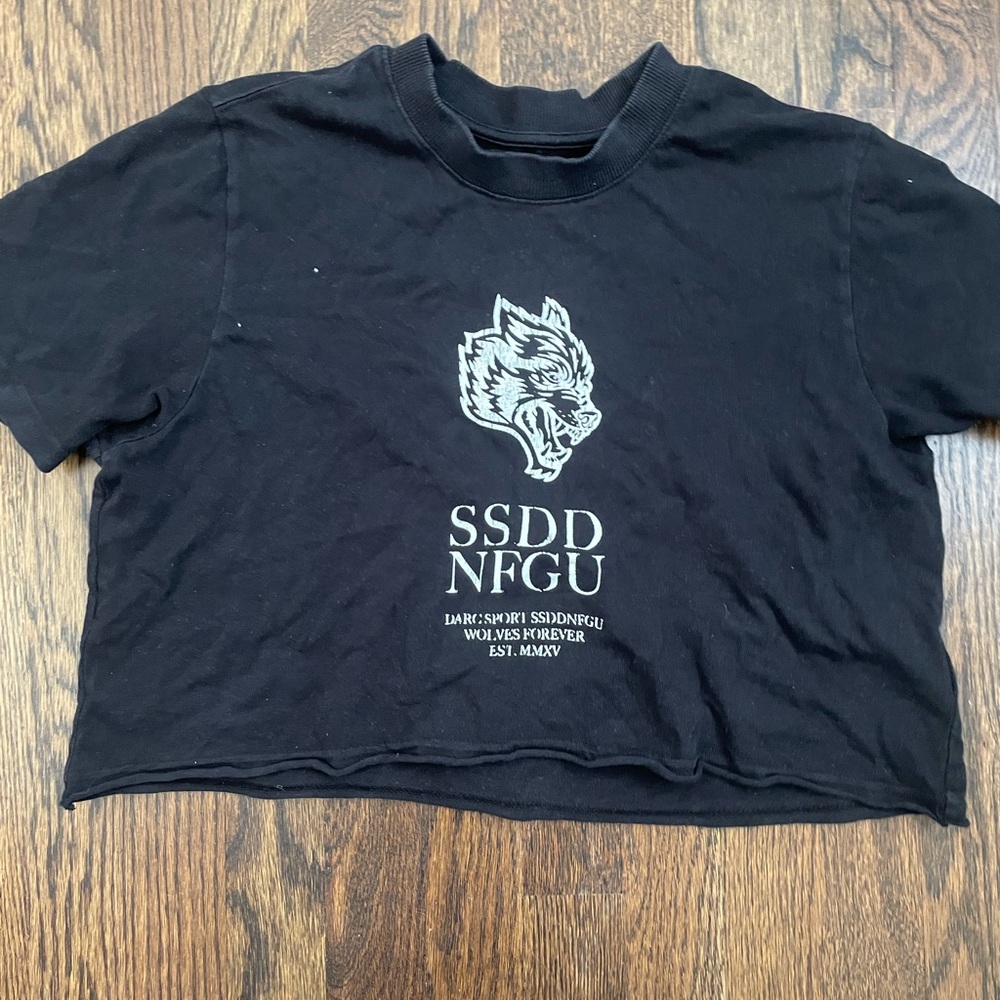 SSDD
NFGU
DARC SPORT SSDDNFGU
WOLVES FOREVER
EST. MMXV